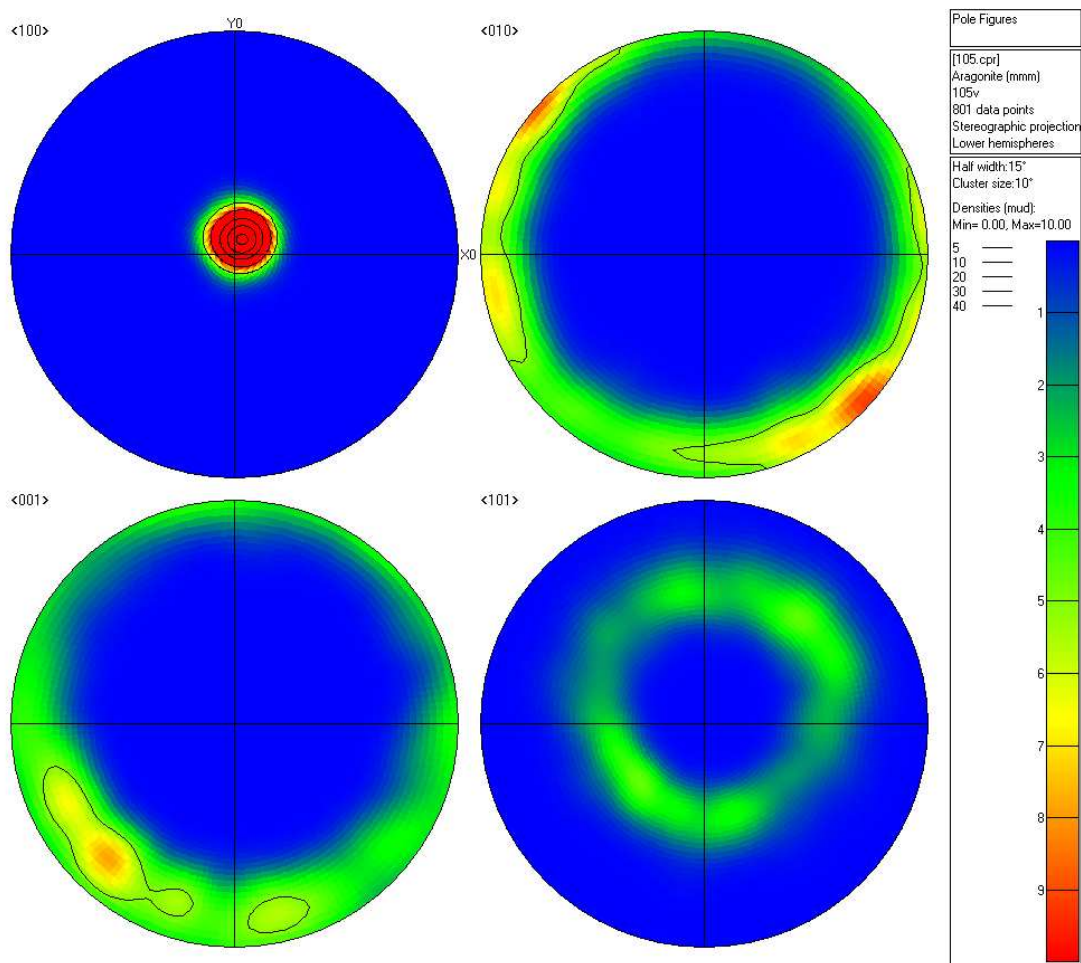 <100>
Y0
X0
<010>
<001>
<101>
Pole Figures
[105.cpr]
Aragonite (mmm)
105v
801 data points
Stereographic projection
Lower hemispheres
Half width:15°
Cluster size:10°
Densities (mud):
Min= 0.00, Max=10.00
5
10
20
30
40
1
2
3
4
5
6
7
8
9